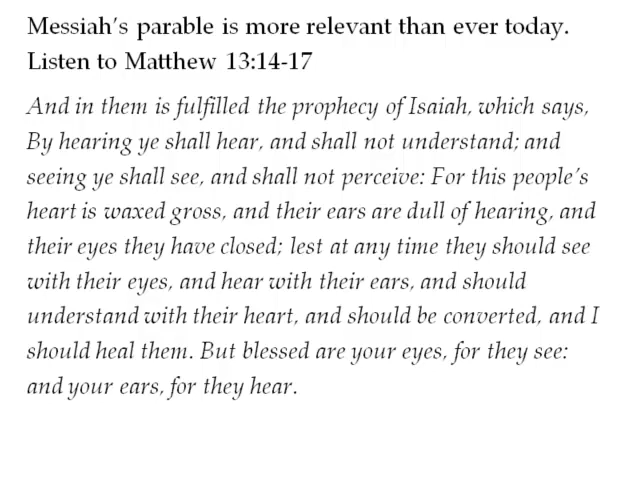 Messiah's parable is more relevant than ever today.
Listen to Matthew 13:14-17
And in them is fulfilled the prophecy of Isaiah, which says,
By hearing ye shall hear, and shall not understand; and
seeing ye shall see, and shall not perceive: For this people's
heart is waxed gross, and their ears are dull of hearing, and
their eyes they have closed; lest at any time they should see
with their eyes, and hear with their ears, and should
understand with their heart, and should be converted, and I
should heal them. But blessed are your eyes, for they see:
and your ears, for they hear.